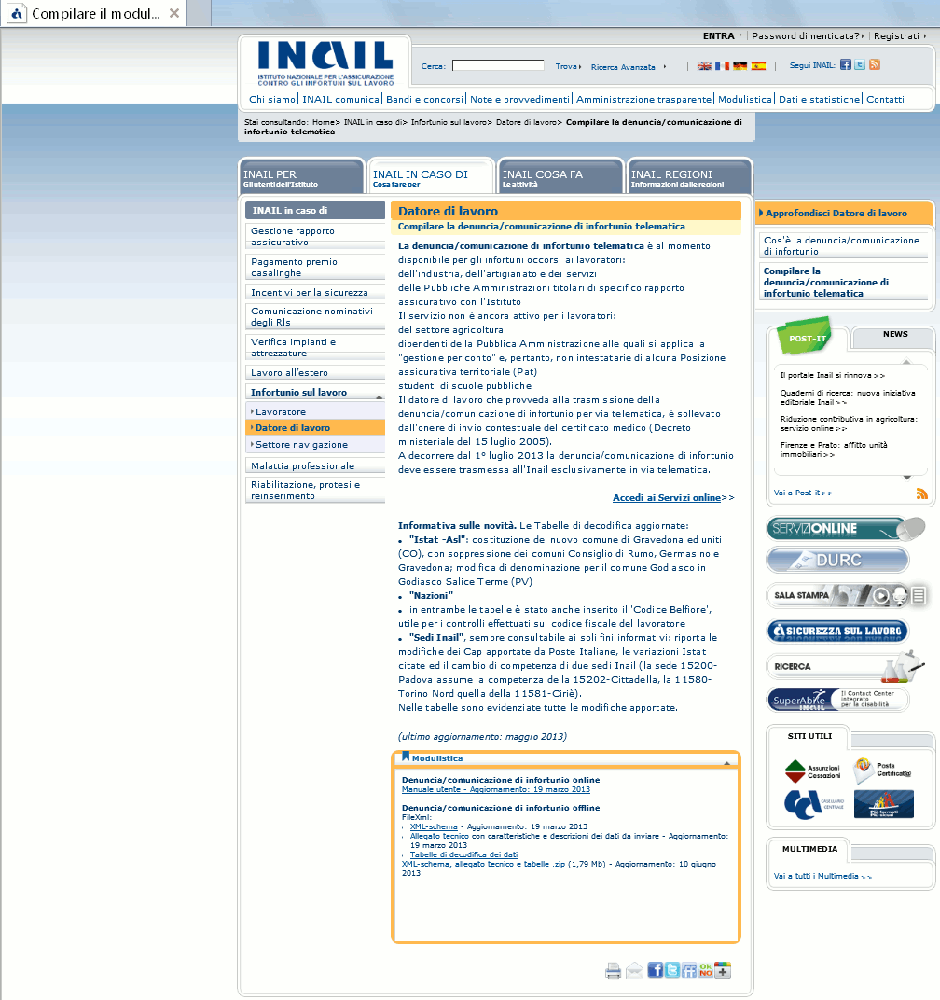 Compilare il modul...
ENTRA
Password dimenticata?
Registrati
INAIL
ISTITUTO NAZIONALE PER L'ASSICURAZIONE
CONTRO GLI INFORTUNI SUL LAVORO
Cerca:
Trova
Ricerca Avanzata
Segui INAIL:
Chi siamo| INAIL comunica| Bandi e concorsi| Note e provvedimenti| Amministrazione trasparente| Modulistica| Dati e statistiche| Contatti
Stai consultando: Home> INAIL in caso di> Infortunio sul lavoro> Datore di lavoro> Compilare la denuncia/comunicazione di
infortunio telematica
INAIL PER
Gli utenti dell'Istituto
INAIL IN CASO DI
Cosa fare per
INAIL COSA FA
Le attività
INAIL REGIONI
Informazioni dalle regioni
INAIL in caso di
Gestione rapporto
assicurativo
Pagamento premio
casalinghe
Incentivi per la sicurezza
Comunicazione nominativi
degli Rls
Verifica impianti e
attrezzature
Lavoro all'estero
Infortunio sul lavoro
Lavoratore
Datore di lavoro
Settore navigazione
Malattia professionale
Riabilitazione, protesi e
reinserimento
Datore di lavoro
Compilare la denuncia/comunicazione di infortunio telematica
La denuncia/comunicazione di infortunio telematica è al momento
disponibile per gli infortuni occorsi ai lavoratori:
dell'industria, dell'artigianato e dei servizi
delle Pubbliche Amministrazioni titolari di specifico rapporto
assicurativo con l'Istituto
Il servizio non è ancora attivo per i lavoratori:
del settore agricoltura
dipendenti della Pubblica Amministrazione alle quali si applica la
"gestione per conto" e, pertanto, non intestatarie di alcuna Posizione
assicurativa territoriale (Pat)
studenti di scuole pubbliche
Il datore di lavoro che provveda alla trasmissione della
denuncia/comunicazione di infortunio per via telematica, è sollevato
dall'onere di invio contestuale del certificato medico (Decreto
ministeriale del 15 luglio 2005).
A decorrere dal 1° luglio 2013 la denuncia/comunicazione di infortunio
deve essere trasmessa all'Inail esclusivamente in via telematica.
Accedi ai Servizi online>>
Informativa sulle novità. Le Tabelle di decodifica aggiornate:
• "Istat -Asl": costituzione del nuovo comune di Gravedona ed uniti
(CO), con soppressione dei comuni Consiglio di Rumo, Germasino e
Gravedona; modifica di denominazione per il comune Godiasco in
Godiasco Salice Terme (PV)
• "Nazioni"
• in entrambe le tabelle è stato anche inserito il 'Codice Belfiore',
utile per i controlli effettuati sul codice fiscale del lavoratore
• "Sedi Inail", sempre consultabile ai soli fini informativi: riporta le
modifiche dei Cap apportate da Poste Italiane, le variazioni Istat
citate ed il cambio di competenza di due sedi Inail (la sede 15200-
Padova assume la competenza della 15202-Cittadella, la 11580-
Torino Nord quella della 11581-Ciriè).
Nelle tabelle sono evidenziate tutte le modifiche apportate.
(ultimo aggiornamento: maggio 2013)
Modulistica
Denuncia/comunicazione di infortunio online
Manuale utente - Aggiornamento: 19 marzo 2013
Denuncia/comunicazione di infortunio offline
FileXml:
XML-schema - Aggiornamento: 19 marzo 2013
Allegato tecnico con caratteristiche e descrizioni dei dati da inviare - Aggiornamento:
19 marzo 2013
Tabelle di decodifica dei dati
XML-schema, allegato tecnico e tabelle .zip (1,79 Mb) - Aggiornamento: 10 giugno
2013
Ok
NO
Approfondisci Datore di lavoro
Cos'è la denuncia/comunicazione
di infortunio
Compilare la
denuncia/comunicazione di
infortunio telematica
POST-IT
NEWS
Il portale Inail si rinnova >>
Quaderni di ricerca: nuova iniziativa
editoriale Inail >>
Riduzione contributiva in agricoltura:
servizio online >>
Firenze e Prato: affitto unità
immobiliari >>
Vai a Post-it >>
SERVIZI ONLINE
DURC
SALA STAMPA
SICUREZZA SUL LAVORO
RICERCA
SuperAbile
INAIL
Il Contact Center
integrato
per la disabilità
SITI UTILI
Assunzioni
Cessazioni
Posta
Certificat@
CASELLARIO
CENTRALE
Più formati
Più sicuri
MULTIMEDIA
Vai a tutti i Multimedia >>